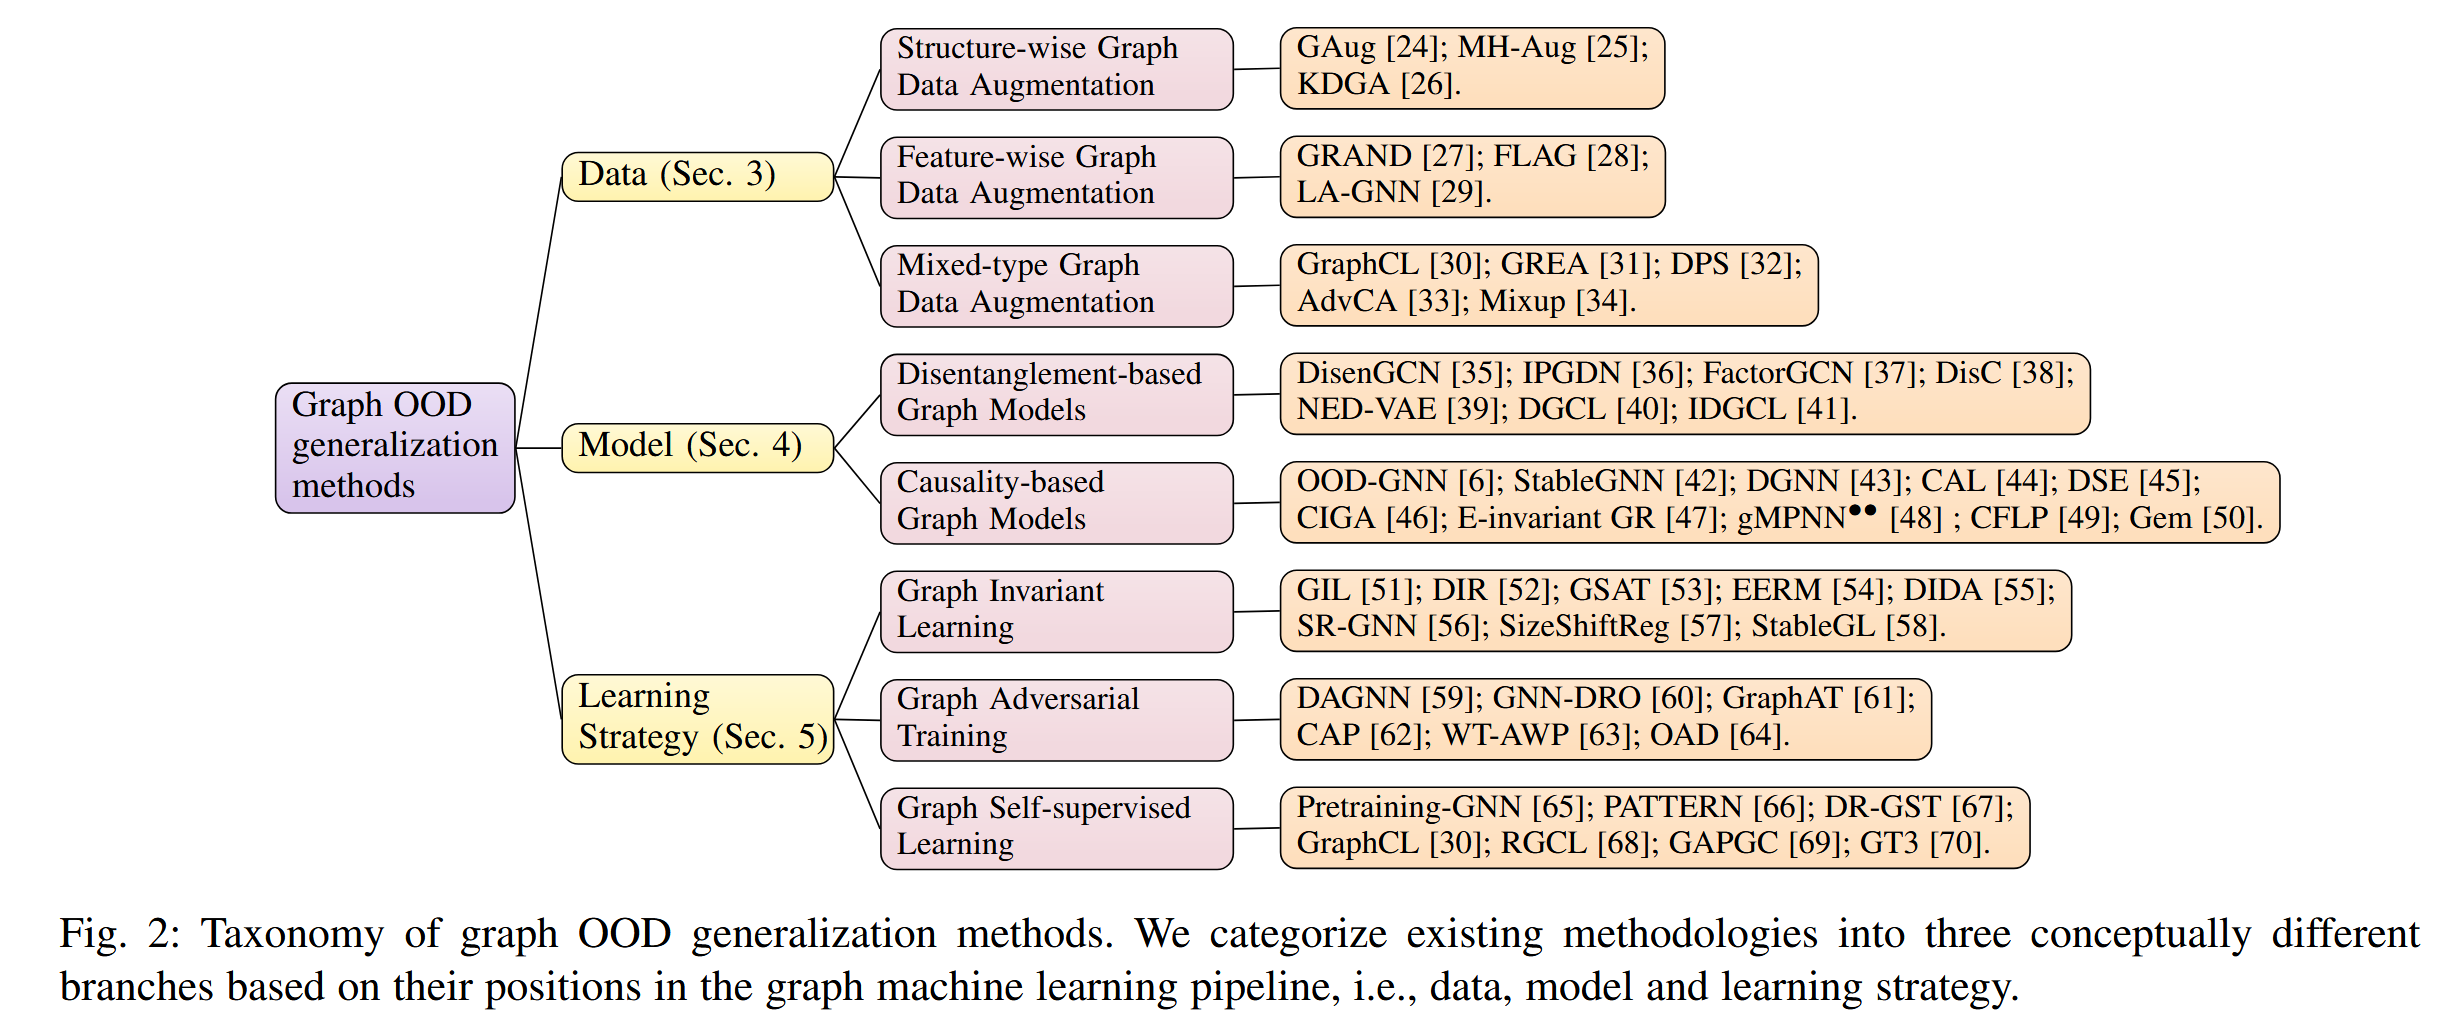 Graph OOD
generalization
methods
Data (Sec. 3)
Structure-wise Graph
Data Augmentation
GAug [24]; MH-Aug [25];
KDGA [26].
Feature-wise Graph
Data Augmentation
GRAND [27]; FLAG [28];
LA-GNN [29].
Mixed-type Graph
Data Augmentation
GraphCL [30]; GREA [31]; DPS [32];
AdvCA [33]; Mixup [34].
Model (Sec. 4)
Disentanglement-based
Graph Models
DisenGCN [35]; IPGDN [36]; FactorGCN [37]; DisC [38];
NED-VAE [39]; DGCL [40]; IDGCL [41].
Causality-based
Graph Models
OOD-GNN [6]; StableGNN [42]; DGNN [43]; CAL [44]; DSE [45];
CIGA [46]; E-invariant GR [47]; gMPNN•• [48] ; CFLP [49]; Gem [50].
Learning
Strategy (Sec. 5)
Graph Invariant
Learning
GIL [51]; DIR [52]; GSAT [53]; EERM [54]; DIDA [55];
SR-GNN [56]; SizeShiftReg [57]; StableGL [58].
Graph Adversarial
Training
DAGNN [59]; GNN-DRO [60]; GraphAT [61];
CAP [62]; WT-AWP [63]; OAD [64].
Graph Self-supervised
Learning
Pretraining-GNN [65]; PATTERN [66]; DR-GST [67];
GraphCL [30]; RGCL [68]; GAPGC [69]; GT3 [70].
Fig. 2: Taxonomy of graph OOD generalization methods. We categorize existing methodologies into three conceptually different
branches based on their positions in the graph machine learning pipeline, i.e., data, model and learning strategy.